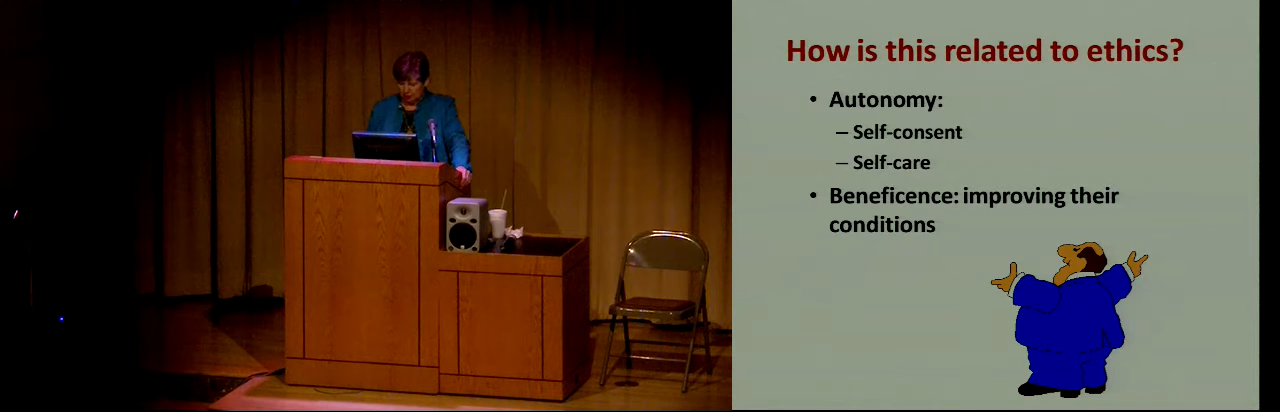 How is this related to ethics?
• Autonomy:
– Self-consent
– Self-care
• Beneficence: improving their
conditions